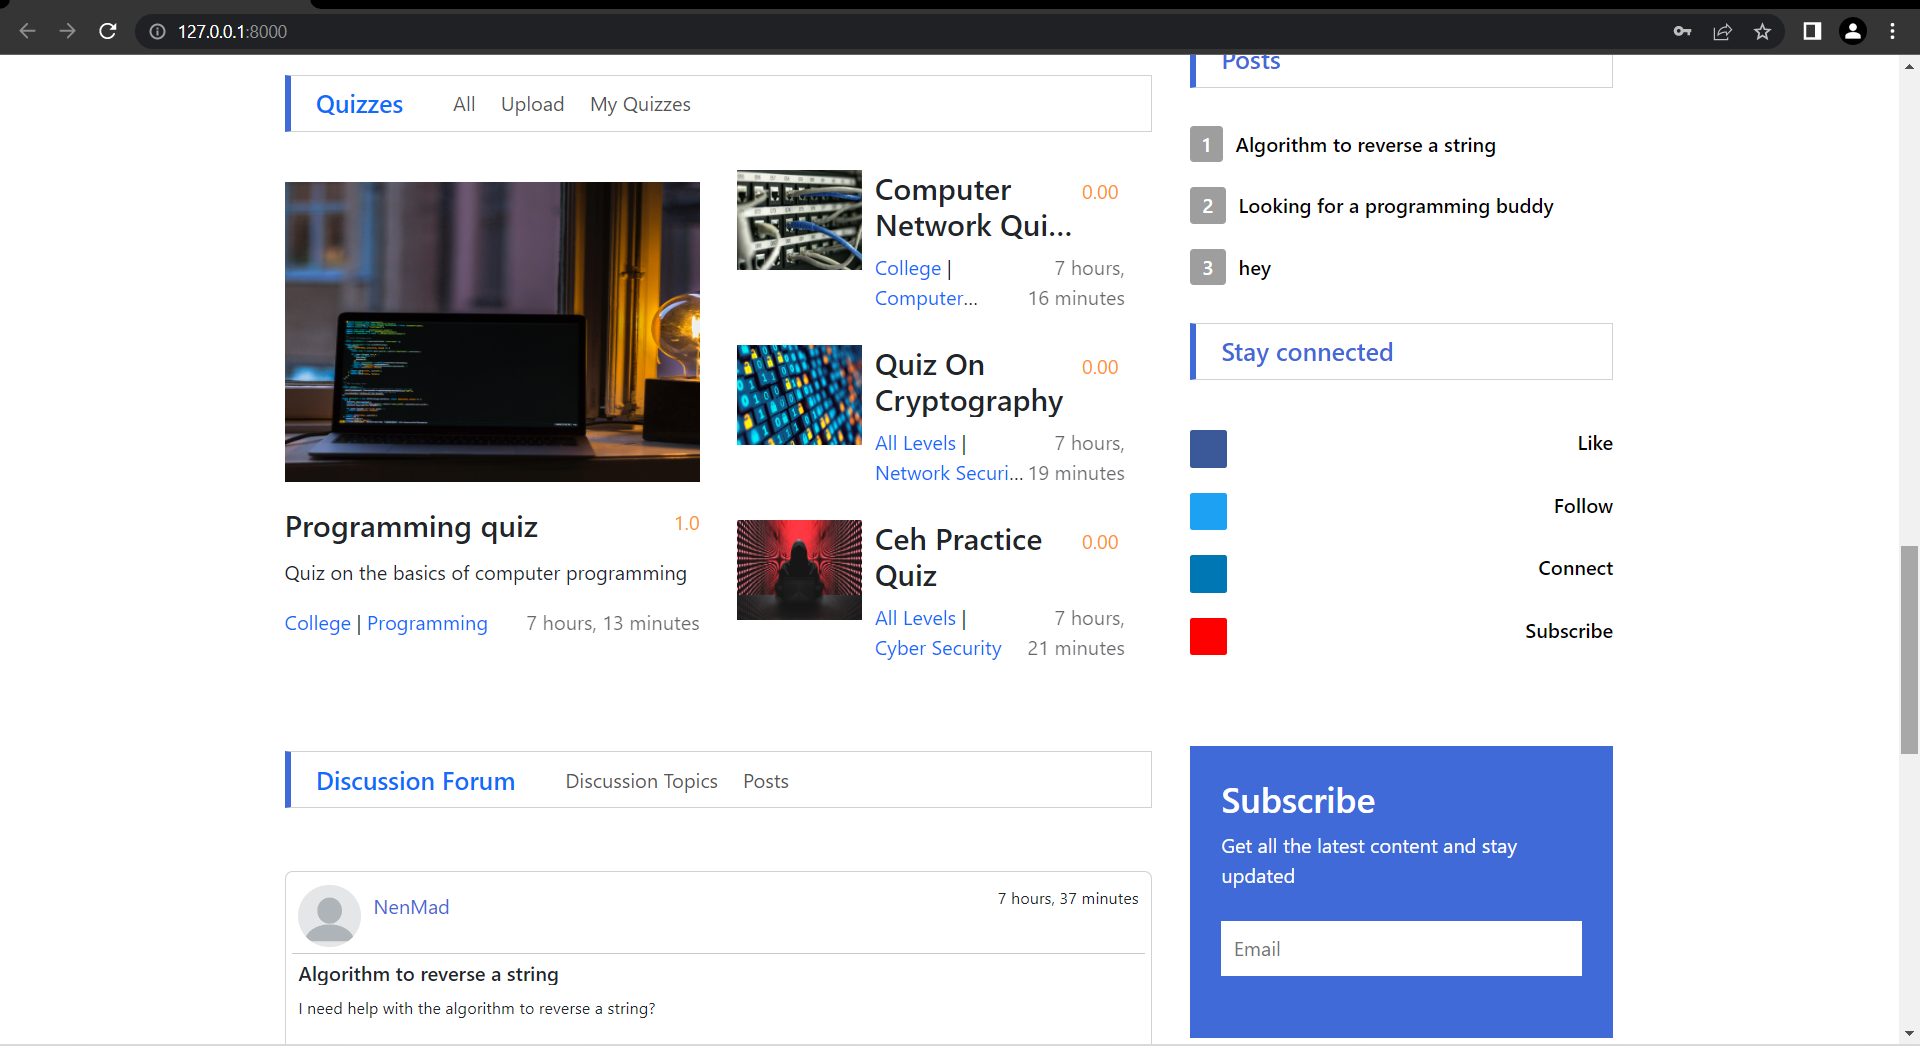 127.0.0.1:8000
Quizzes All Upload My Quizzes
Programming quiz 1.0
Quiz on the basics of computer programming
College | Programming 7 hours, 13 minutes
Computer 0.00
Network Qui...
College | 7 hours,
Computer... 16 minutes
Quiz On 0.00
Cryptography
All Levels | 7 hours,
Network Securi... 19 minutes
Ceh Practice 0.00
Quiz
All Levels | 7 hours,
Cyber Security 21 minutes
Discussion Forum Discussion Topics Posts
NenMad 7 hours, 37 minutes
Algorithm to reverse a string
I need help with the algorithm to reverse a string?
Posts
1 Algorithm to reverse a string
2 Looking for a programming buddy
3 hey
Stay connected
Like
Follow
Connect
Subscribe
Subscribe
Get all the latest content and stay
updated
Email